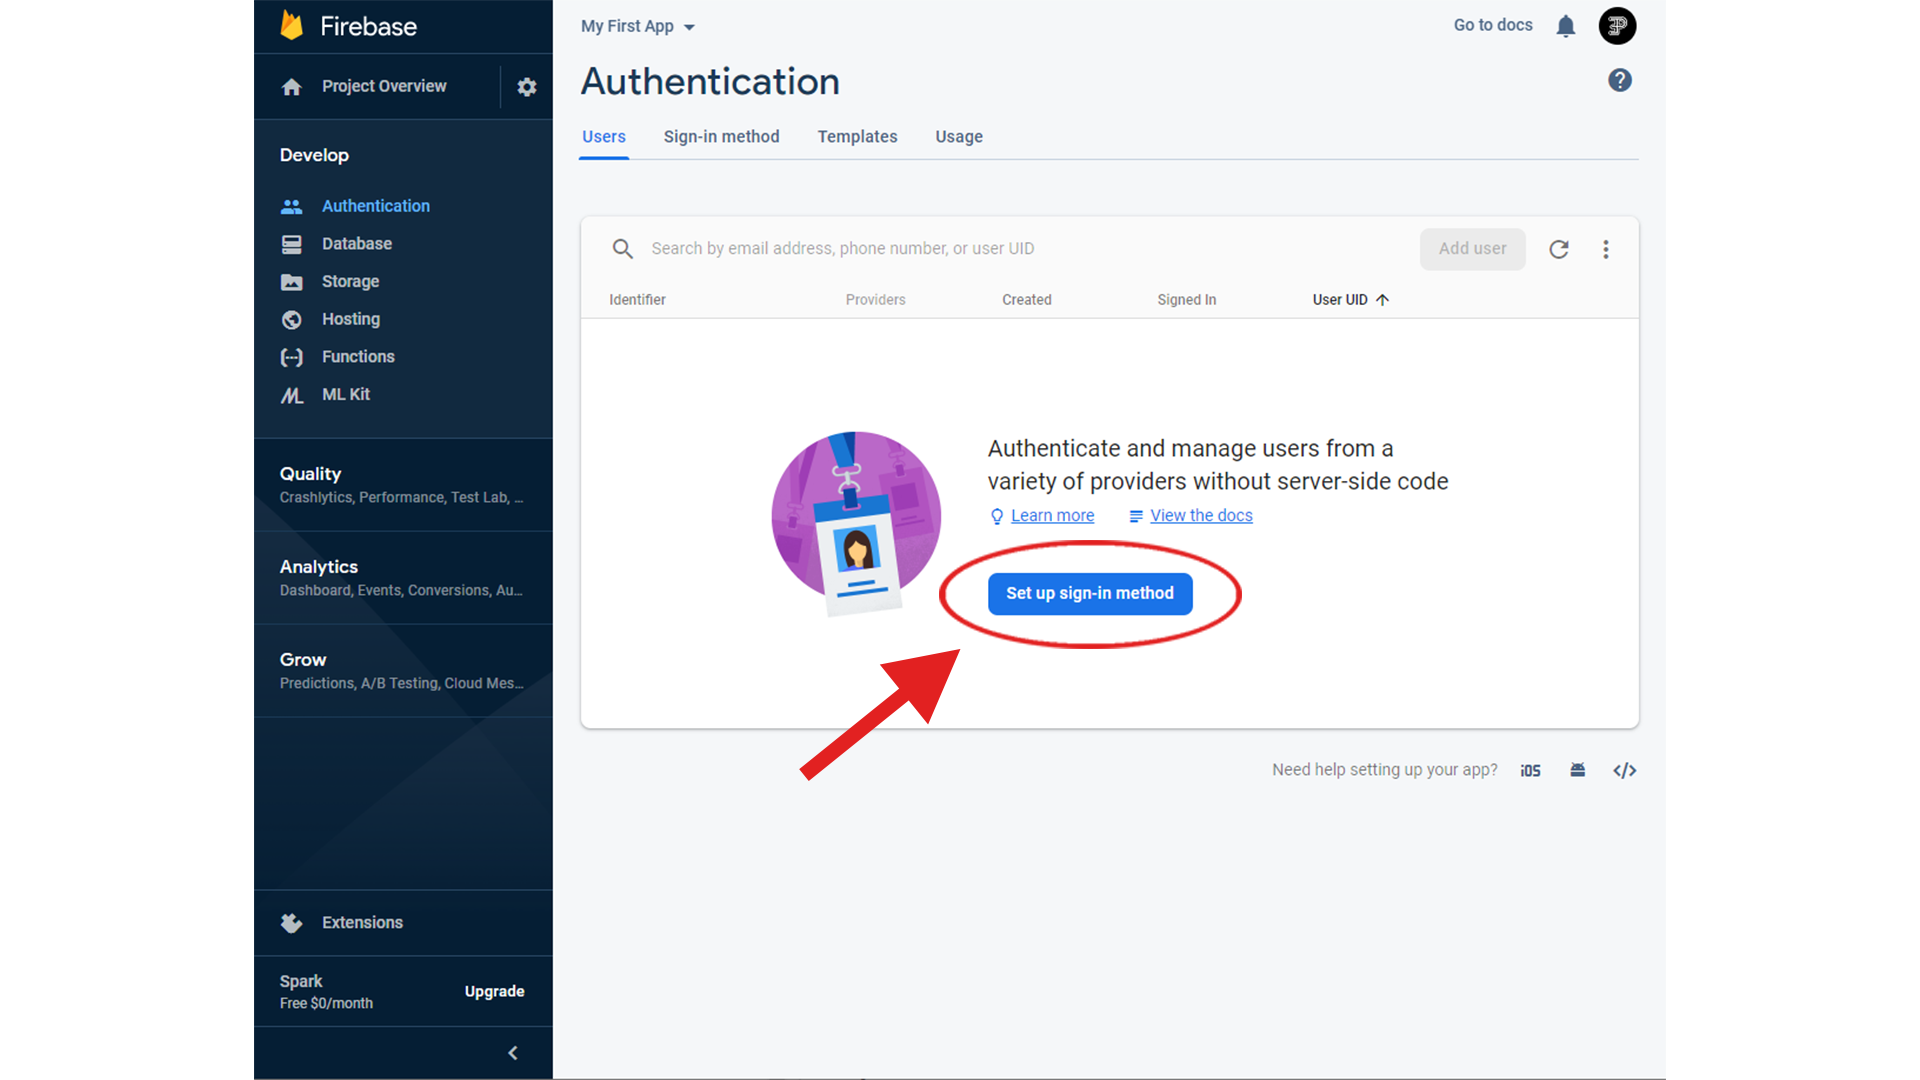 Firebase
Project Overview
Develop
Authentication
Database
Storage
Hosting
Functions
ML Kit
Quality
Crashlytics, Performance, Test Lab, ...
Analytics
Dashboard, Events, Conversions, Au...
Grow
Predictions, A/B Testing, Cloud Mes...
Extensions
Spark
Free $0/month
Upgrade
My First App
Go to docs
Authentication
Users Sign-in method Templates Usage
Search by email address, phone number, or user UID
Add user
Identifier Providers Created Signed In User UID
Authenticate and manage users from a
variety of providers without server-side code
Learn more View the docs
Set up sign-in method
Need help setting up your app? iOS